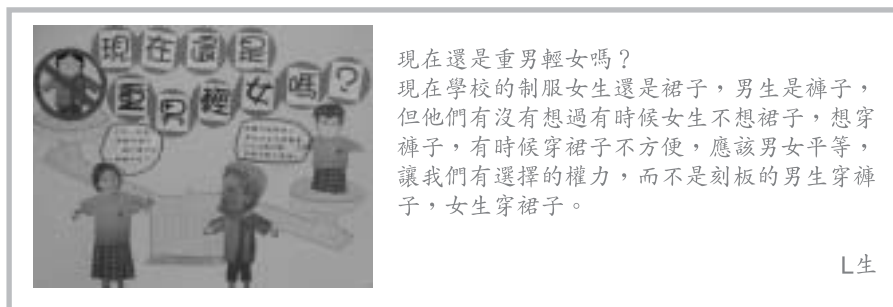 現在還是
重男輕女嗎？
現在還是重男輕女嗎？
現在學校的制服女生還是裙子，男生是褲子，
但他們有沒有想過有時候女生不想裙子，想穿
褲子，有時候穿裙子不方便，應該男女平等，
讓我們有選擇的權力，而不是刻板的男生穿褲
子，女生穿裙子。
L生